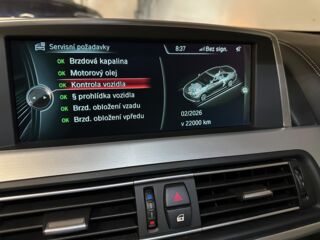 Servisní požadavky
8:37
Bez sign.
OK Brzdová kapalina
OK Motorový olej
OK Kontrola vozidla
OK § prohlídka vozidla
OK Brzd. obložení vzadu
OK Brzd. obložení vpředu
02/2026
v 22000 km